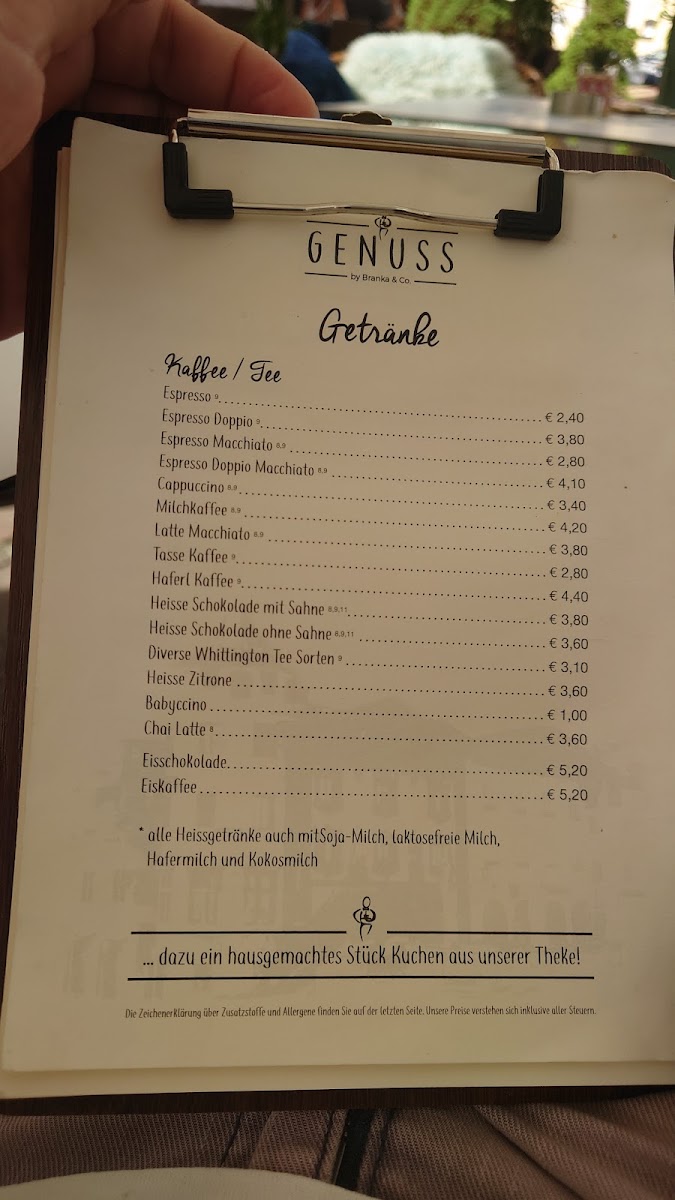 GENUSS
by Branka & Co.
Getränke
Kaffee / Tee
Espresso 9 € 2,40
Espresso Doppio 9 € 3,80
Espresso Macchiato 8,9 € 2,80
Espresso Doppio Macchiato 8,9 € 4,10
Cappuccino 8,9 € 3,40
Milchkaffee 8,9 € 4,20
Latte Macchiato 8,9 € 3,80
Tasse Kaffee 9 € 2,80
Haferl Kaffee 9 € 4,40
Heisse Schokolade mit Sahne 8,9,11 € 3,80
Heisse Schokolade ohne Sahne 8,9,11 € 3,60
Diverse Whittington Tee Sorten 9 € 3,10
Heisse Zitrone € 3,60
Babyccino € 1,00
Chai Latte 8 € 3,60
Eisschokolade € 5,20
Eiskaffee € 5,20
* alle Heissgetränke auch mitSoja-Milch, laktosefreie Milch,
Hafermilch und Kokosmilch
... dazu ein hausgemachtes Stück Kuchen aus unserer Theke!
Die Zeichenerklärung über Zusatzstoffe und Allergene finden Sie auf der letzten Seite. Unsere Preise verstehen sich inklusive aller Steuern.